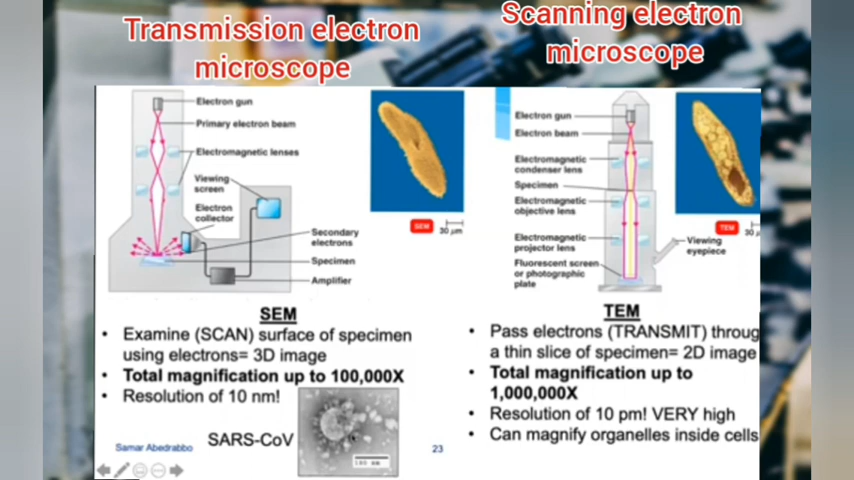 Transmission electron
microscope
Scanning electron
microscope
Electron gun
Primary electron beam
Electromagnetic lenses
Viewing
screen
Electron
collector
Secondary
electrons
Specimen
Amplifier
SEM
30 µm
Electron gun
Electron beam
Electromagnetic
condenser lens
Specimen
Electromagnetic
objective lens
Electromagnetic
projector lens
Fluorescent screen
or photographic
plate
Viewing
eyepiece
TEM
30 µ
SEM
• Examine (SCAN) surface of specimen
using electrons= 3D image
• Total magnification up to 100,000X
• Resolution of 10 nm!
SARS-CoV
100 nm
Samar Abedrabbo
23
TEM
• Pass electrons (TRANSMIT) throug
a thin slice of specimen= 2D image
• Total magnification up to
1,000,000X
• Resolution of 10 pm! VERY high
• Can magnify organelles inside cells